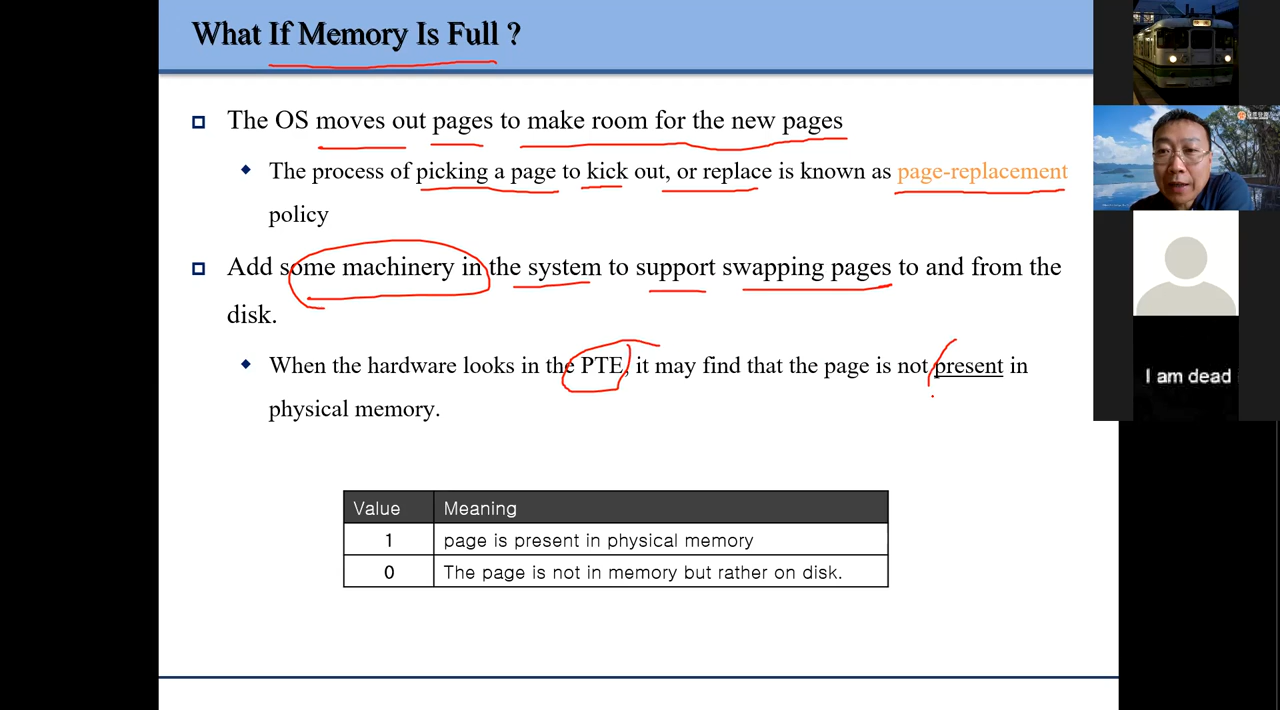 What If Memory Is Full ?
The OS moves out pages to make room for the new pages
The process of picking a page to kick out, or replace is known as page-replacement
policy
Add some machinery in the system to support swapping pages to and from the
disk.
When the hardware looks in the PTE, it may find that the page is not present in
physical memory.
I am dead
Value Meaning
1 page is present in physical memory
0 The page is not in memory but rather on disk.